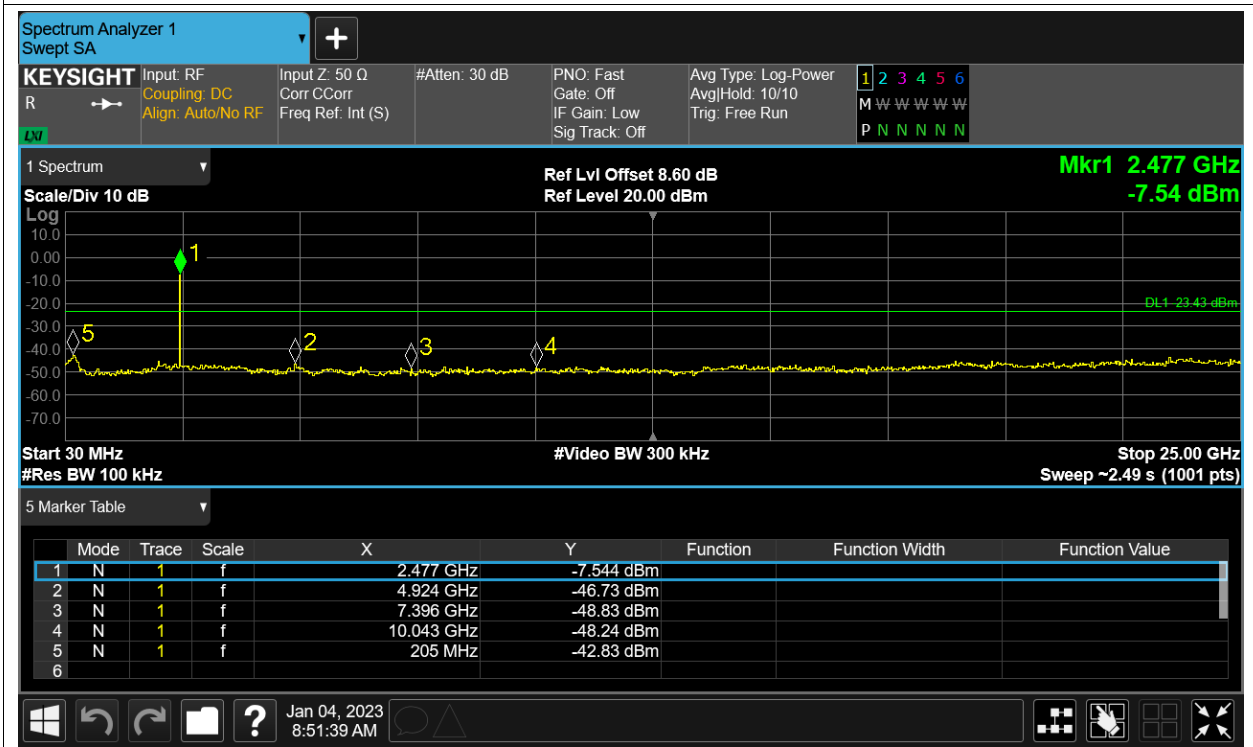 Spectrum Analyzer 1
Swept SA
+
KEYSIGHT Input: RF Input Z: 50 Ω #Atten: 30 dB PNO: Fast Avg Type: Log-Power 1 2 3 4 5 6
R Coupling: DC Corr CCorr Gate: Off Avg|Hold: 10/10 M W W W W W
Align: Auto/No RF Freq Ref: Int (S) IF Gain: Low Trig: Free Run
LXI Sig Track: Off P N N N N N
1 Spectrum Ref Lvl Offset 8.60 dB Mkr1 2.477 GHz
Scale/Div 10 dB Ref Level 20.00 dBm -7.54 dBm
Log
10.0
0.00 1
-10.0
-20.0 DL1 -23.43 dBm
-30.0 5 2 3 4
-40.0
-50.0
-60.0
-70.0
Start 30 MHz #Video BW 300 kHz Stop 25.00 GHz
#Res BW 100 kHz Sweep ~2.49 s (1001 pts)
5 Marker Table
Mode Trace Scale X Y Function Function Width Function Value
1 N 1 f 2.477 GHz -7.544 dBm
2 N 1 f 4.924 GHz -46.73 dBm
3 N 1 f 7.396 GHz -48.83 dBm
4 N 1 f 10.043 GHz -48.24 dBm
5 N 1 f 205 MHz -42.83 dBm
6
? Jan 04, 2023
8:51:39 AM